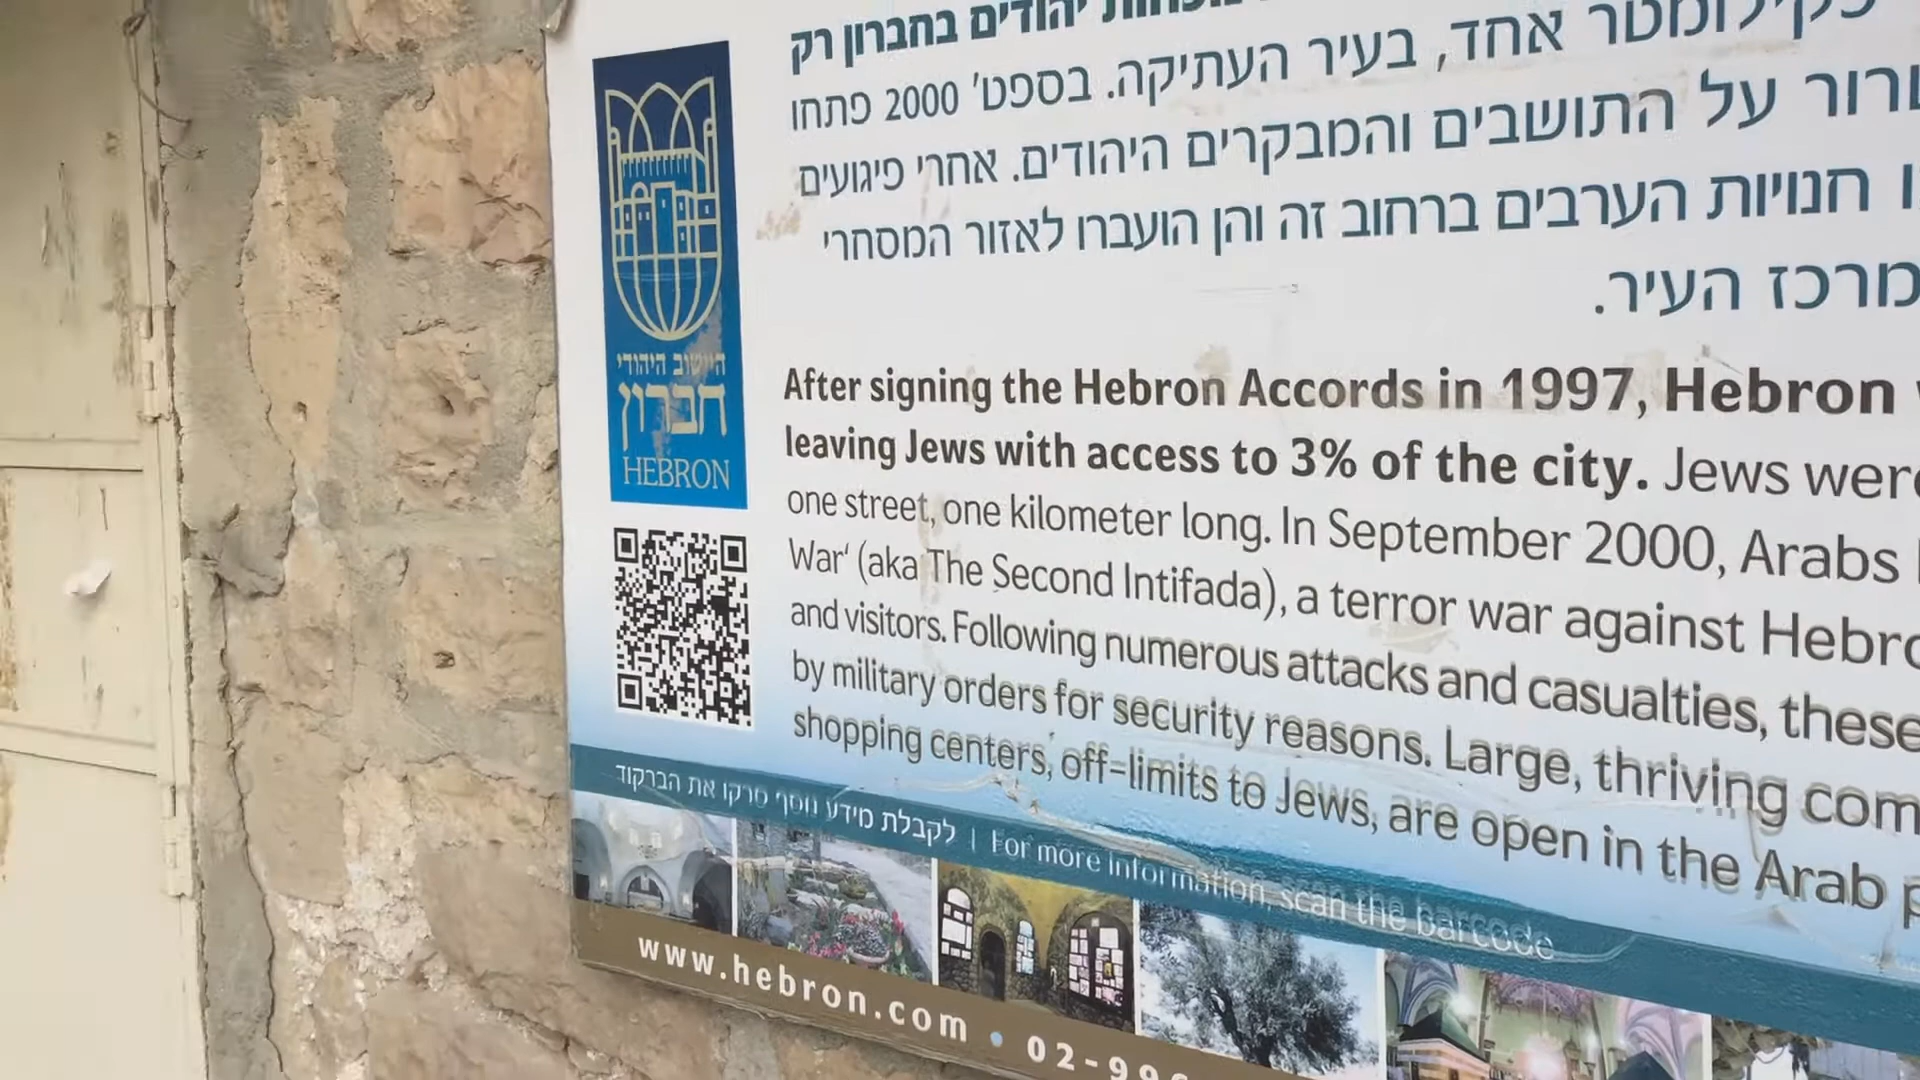 יהודים בחברון רק
קילומטר אחד, בעיר העתיקה. בספט' 2000 פתחו
על התושבים והמבקרים היהודים. אחרי פיגועים
חנויות הערבים ברחוב זה והן הועברו לאזור המסחרי
מרכז העיר.
היישוב היהודי
חברון
HEBRON
After signing the Hebron Accords in 1997, Hebron
leaving Jews with access to 3% of the city. Jews were
one street, one kilometer long. In September 2000, Arabs
War' (aka The Second Intifada), a terror war against
and visitors. Following numerous attacks and casualties, these
by military orders for security reasons. Large, thriving
shopping centers, off-limits to Jews, are open in the Arab
לקבלת מידע נוסף סרקו את הברקוד | For more information, scan the barcode
www.hebron.com • 02-99